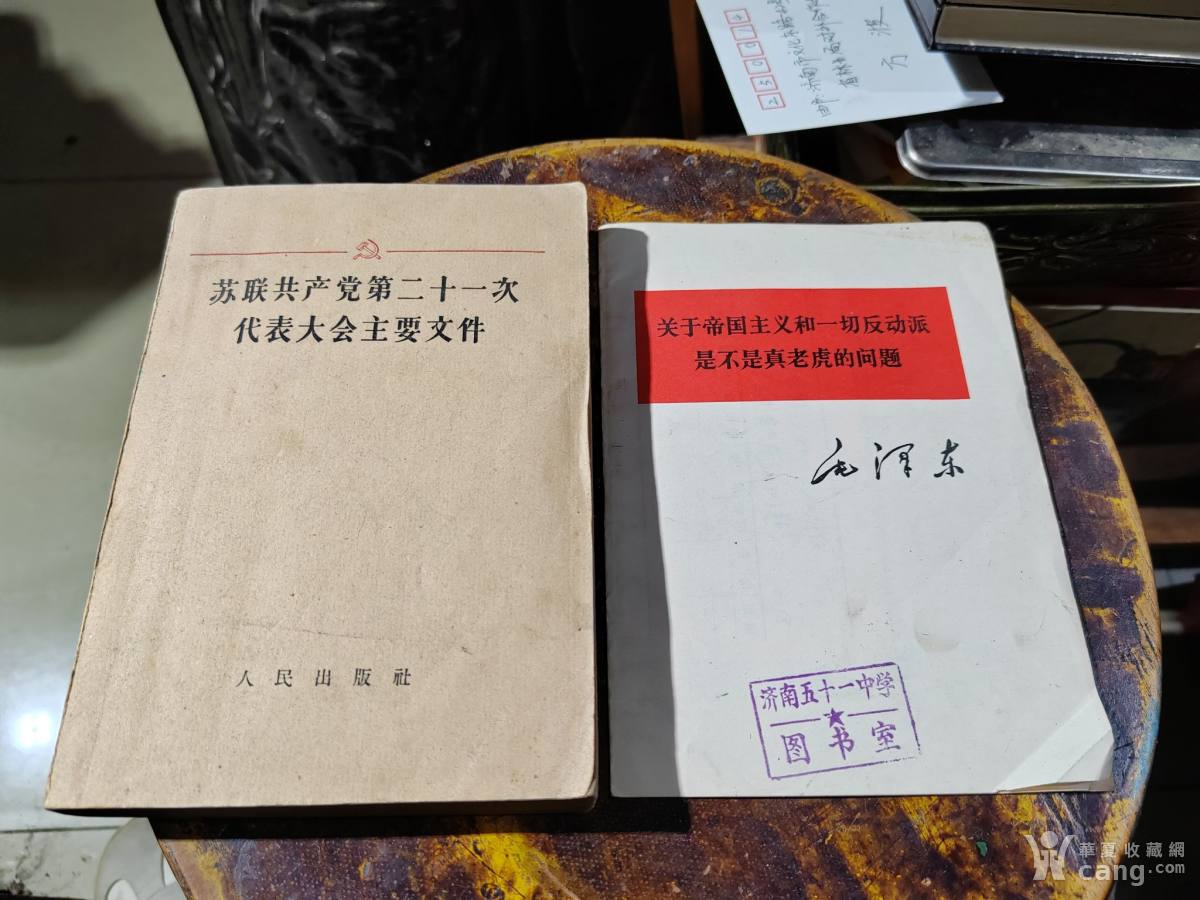 苏联共产党第二十一次
代表大会主要文件
人民出版社
关于帝国主义和一切反动派
是不是真老虎的问题
毛泽东
济南五十一中学
图书室
華夏收藏網
cang.com